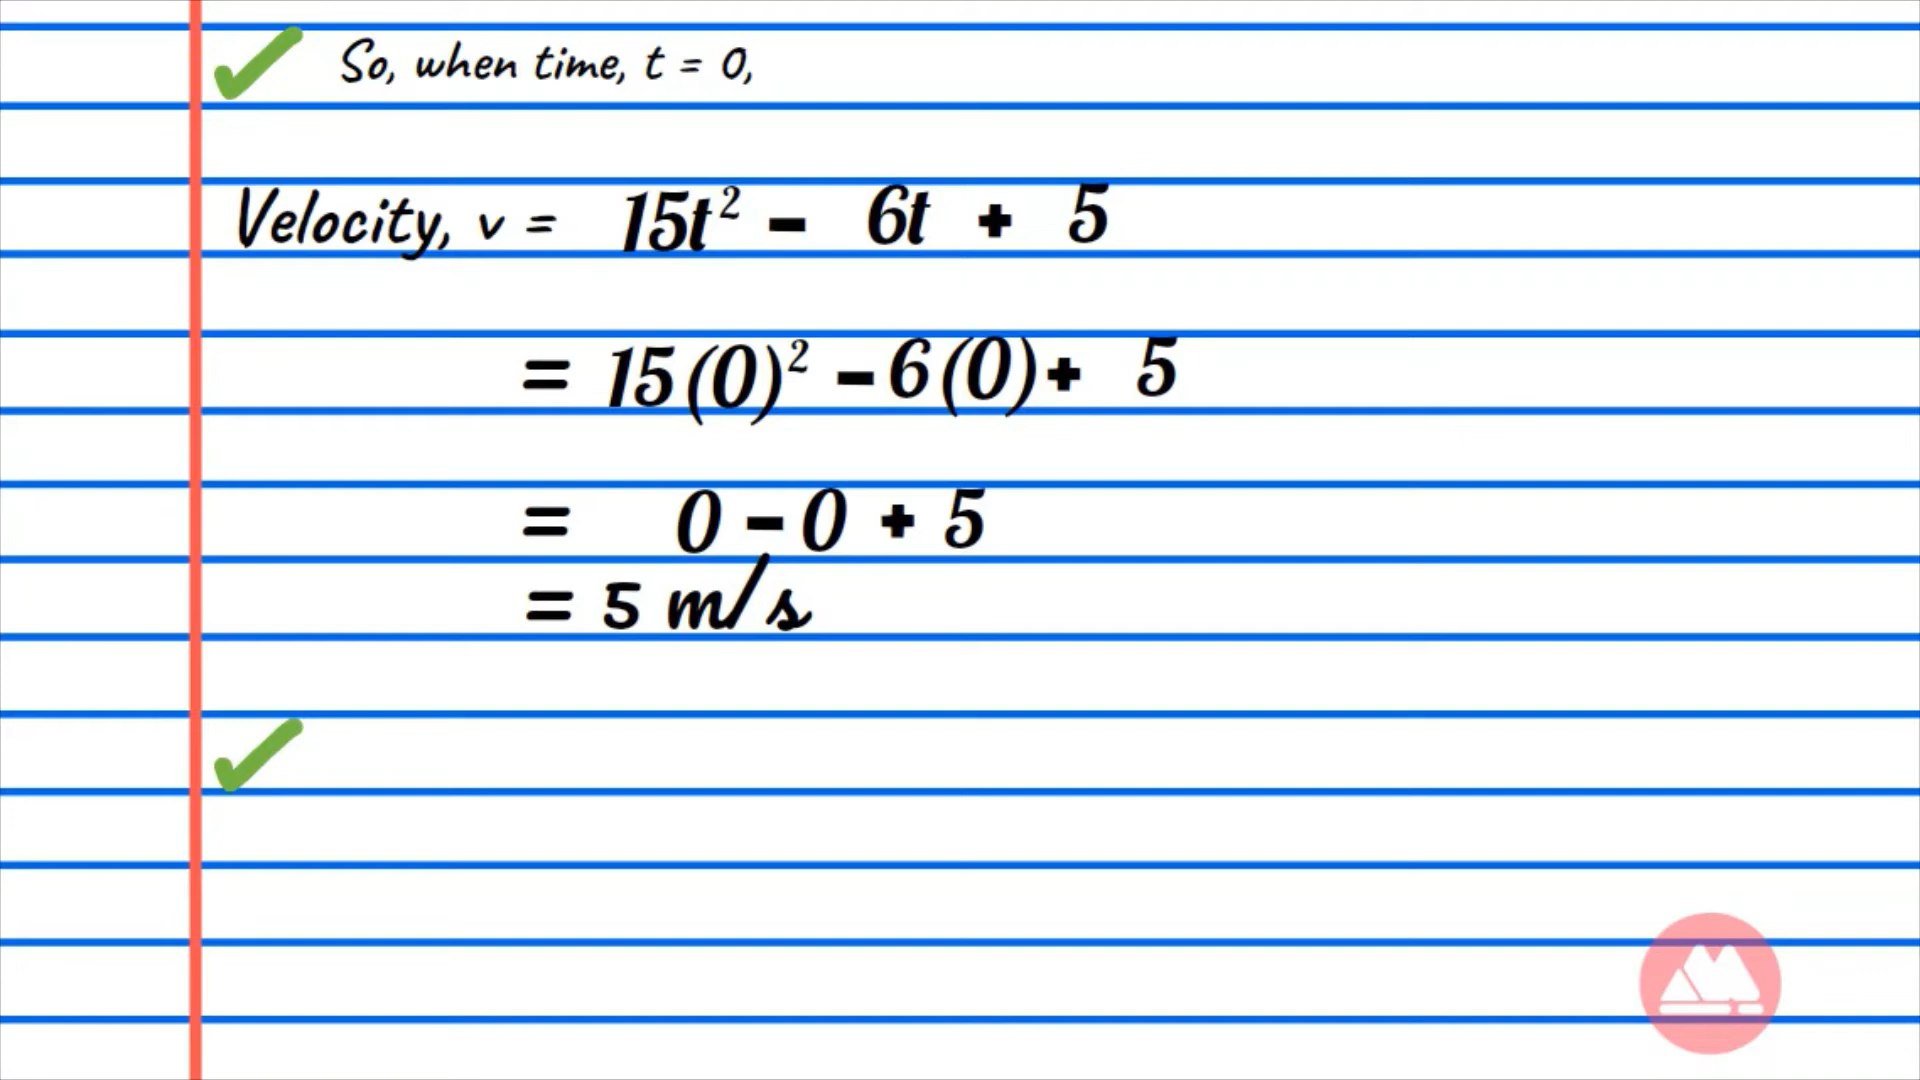 So, when time, t = 0,
Velocity, v = 15t² - 6t + 5
= 15(0)² - 6(0) + 5
= 0 - 0 + 5
= 5 m/s